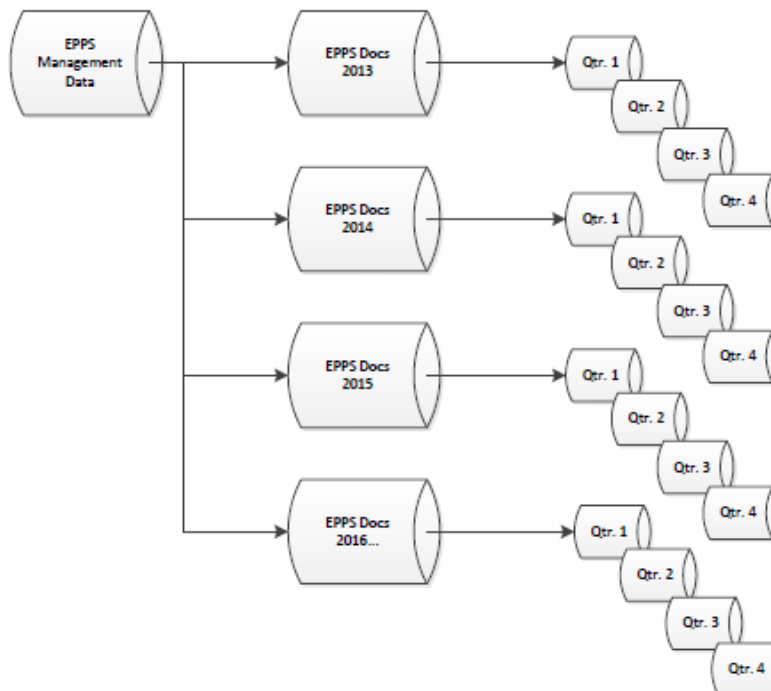 EPPS
Management
Data
EPPS Docs
2013
Qtr. 1
Qtr. 2
Qtr. 3
Qtr. 4
EPPS Docs
2014
Qtr. 1
Qtr. 2
Qtr. 3
Qtr. 4
EPPS Docs
2015
Qtr. 1
Qtr. 2
Qtr. 3
Qtr. 4
EPPS Docs
2016...
Qtr. 1
Qtr. 2
Qtr. 3
Qtr. 4